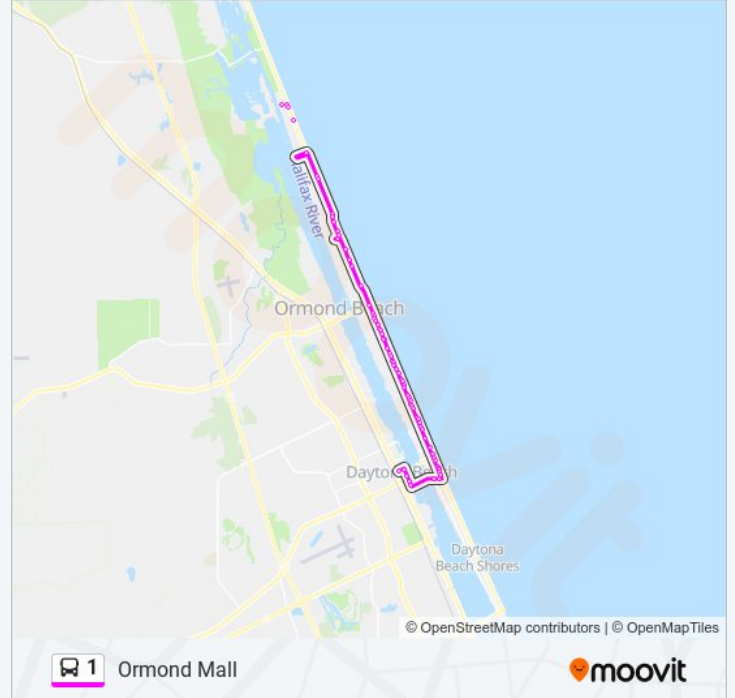 Halifax River
Ormond Beach
Daytona Beach
Daytona
Beach Shores
© OpenStreetMap contributors | © OpenMapTiles
1 Ormond Mall
moovit